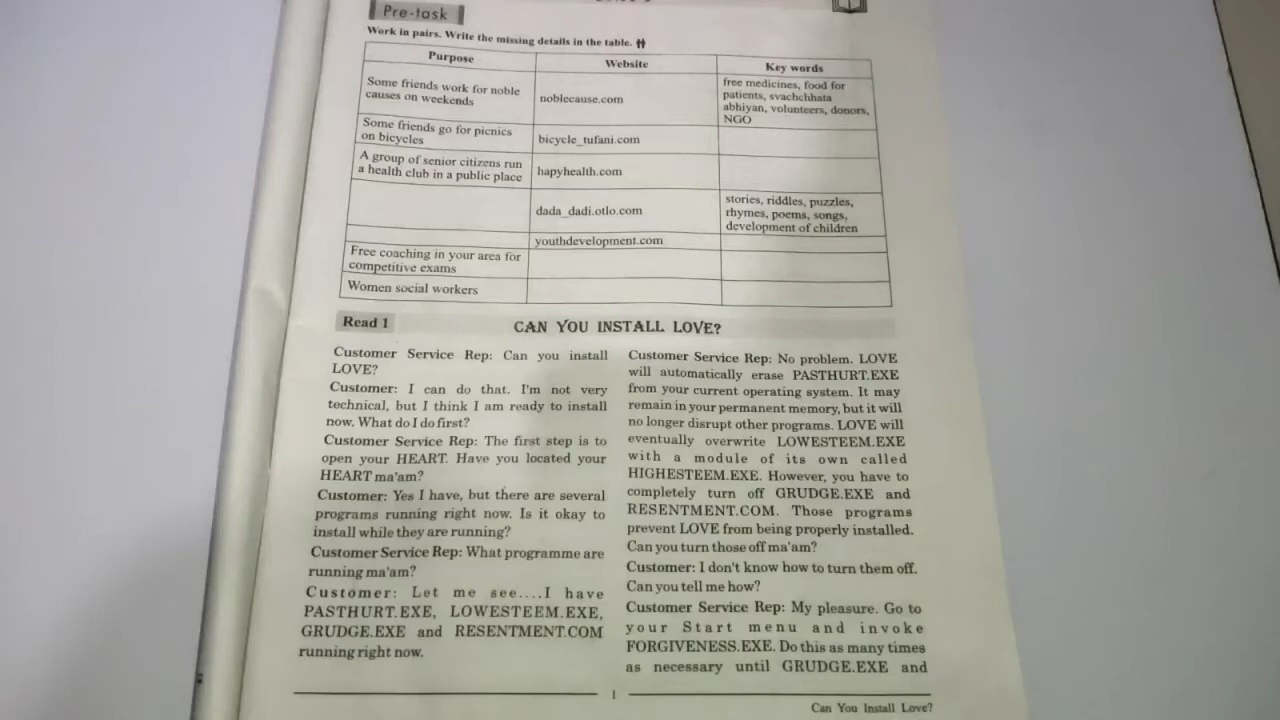 Pre-task
Work in pairs. Write the missing details in the table.
Purpose
Website
Key words
Some friends work for noble
causes on weekends
noblecause.com
free medicines, food for
patients, svachchhata
abhiyan, volunteers, donors,
NGO
Some friends go for picnics
on bicycles
bicycle_tufani.com
A group of senior citizens run
a health club in a public place
hapyhealth.com
dada_dadi.otlo.com
stories, riddles, puzzles,
rhymes, poems, songs,
development of children
youthdevelopment.com
Free coaching in your area for
competitive exams
Women social workers
Read 1
CAN YOU INSTALL LOVE?
Customer Service Rep: Can you install
LOVE?
Customer: I can do that. I'm not very
technical, but I think I am ready to install
now. What do I do first?
Customer Service Rep: The first step is to
open your HEART. Have you located your
HEART ma'am?
Customer: Yes I have, but there are several
programs running right now. Is it okay to
install while they are running?
Customer Service Rep: What programme are
running ma'am?
Customer: Let me see....I have
PASTHURT.EXE, LOWESTEEM.EXE,
GRUDGE.EXE and RESENTMENT.COM
running right now.
Customer Service Rep: No problem. LOVE
will automatically erase PASTHURT.EXE
from your current operating system. It may
remain in your permanent memory, but it will
no longer disrupt other programs. LOVE will
eventually overwrite LOWESTEEM.EXE
with a module of its own called
HIGHESTEEM.EXE. However, you have to
completely turn off GRUDGE.EXE and
RESENTMENT.COM. Those programs
prevent LOVE from being properly installed.
Can you turn those off ma'am?
Customer: I don't know how to turn them off.
Can you tell me how?
Customer Service Rep: My pleasure. Go to
your Start menu and invoke
FORGIVENESS.EXE. Do this as many times
as necessary until GRUDGE.EXE and
1
Can You Install Love?